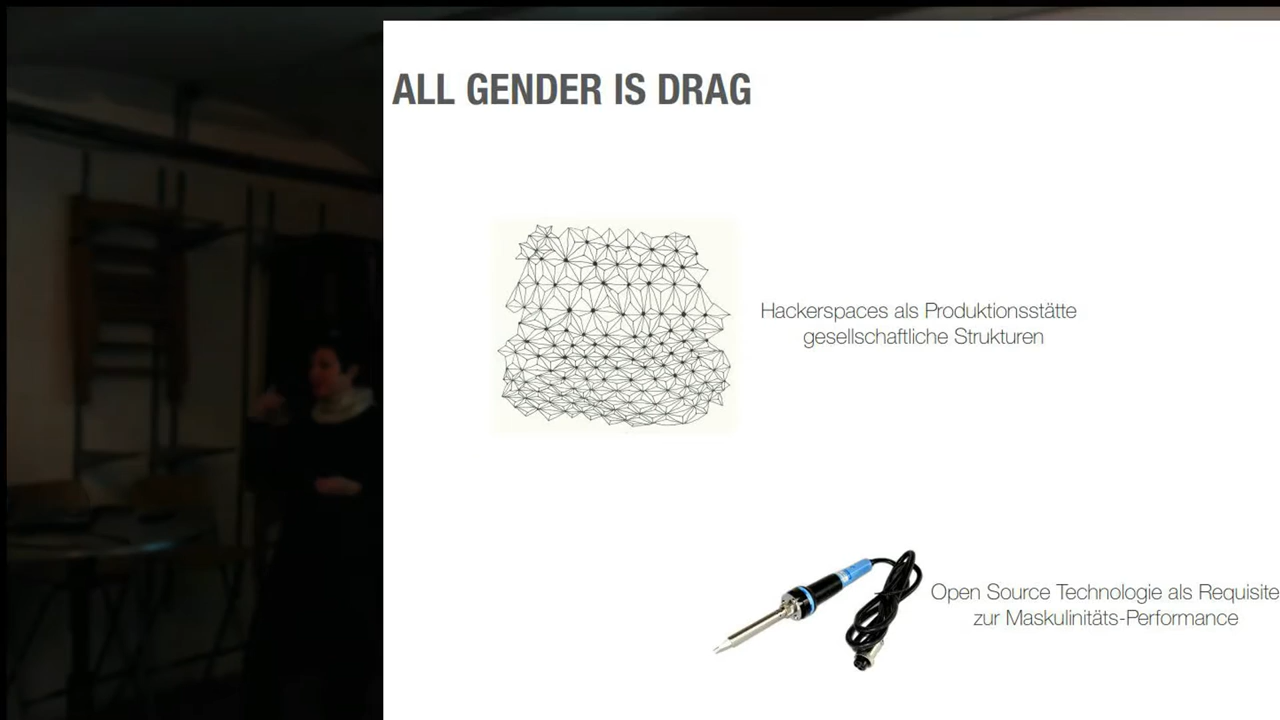 ALL GENDER IS DRAG
Hackerspaces als Produktionsstätte
gesellschaftliche Strukturen
Open Source Technologie als Requisite
zur Maskulinitäts-Performance